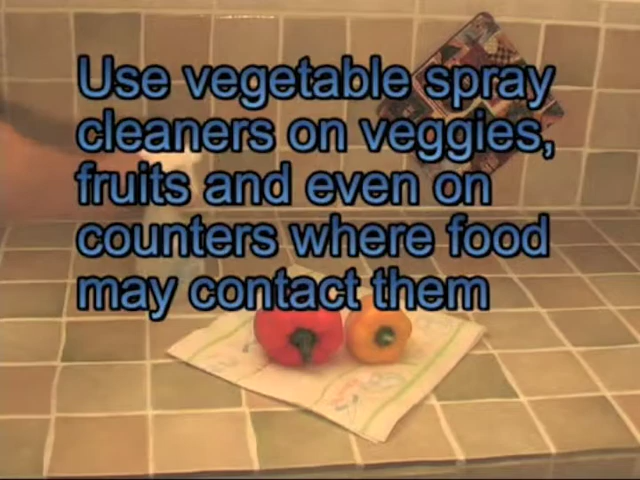 Use vegetable spray
cleaners on veggies,
fruits and even on
counters where food
may contact them